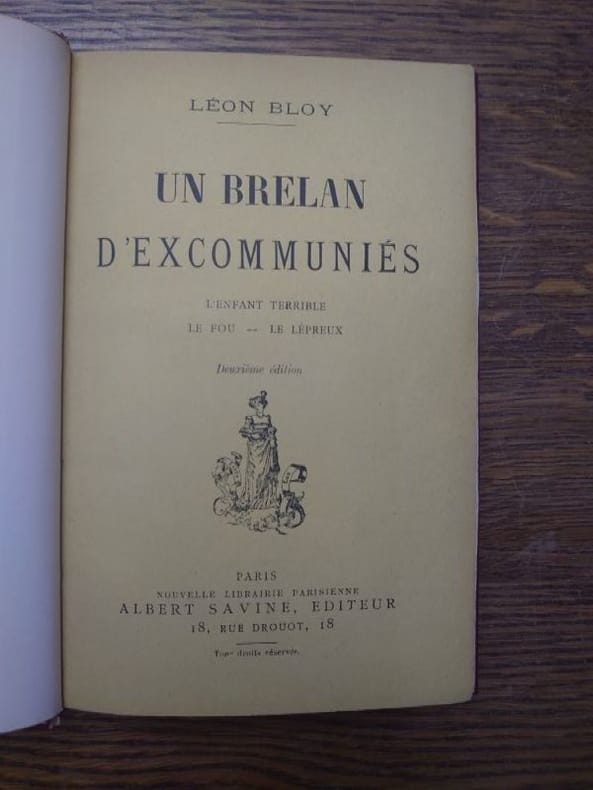 LÉON BLOY
UN BRELAN
D'EXCOMMUNIÉS
L'ENFANT TERRIBLE
LE FOU -- LE LÉPREUX
Deuxième édition
PARIS
NOUVELLE LIBRAIRIE PARISIENNE
ALBERT SAVINE, EDITEUR
18, RUE DROUOT, 18
Tous droits réservés.